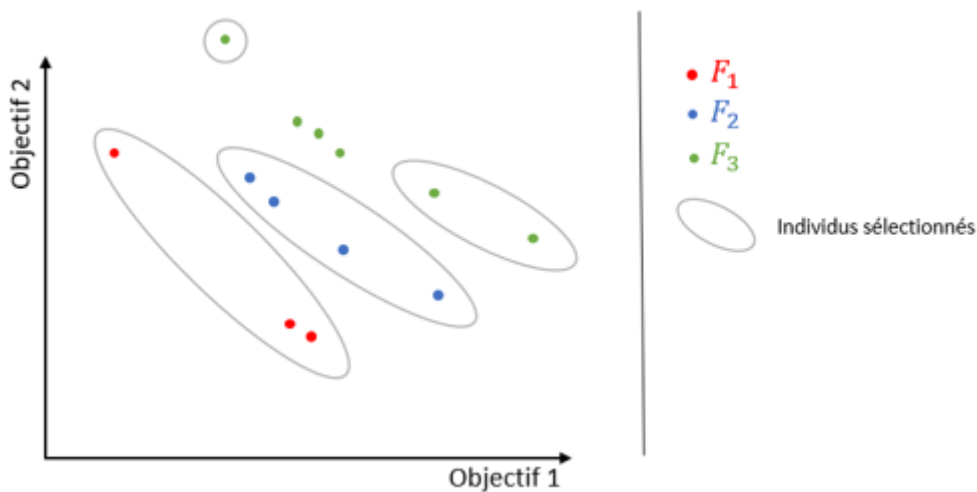 Objectif 2
F₁
F₂
F₃
Individus sélectionnés
Objectif 1